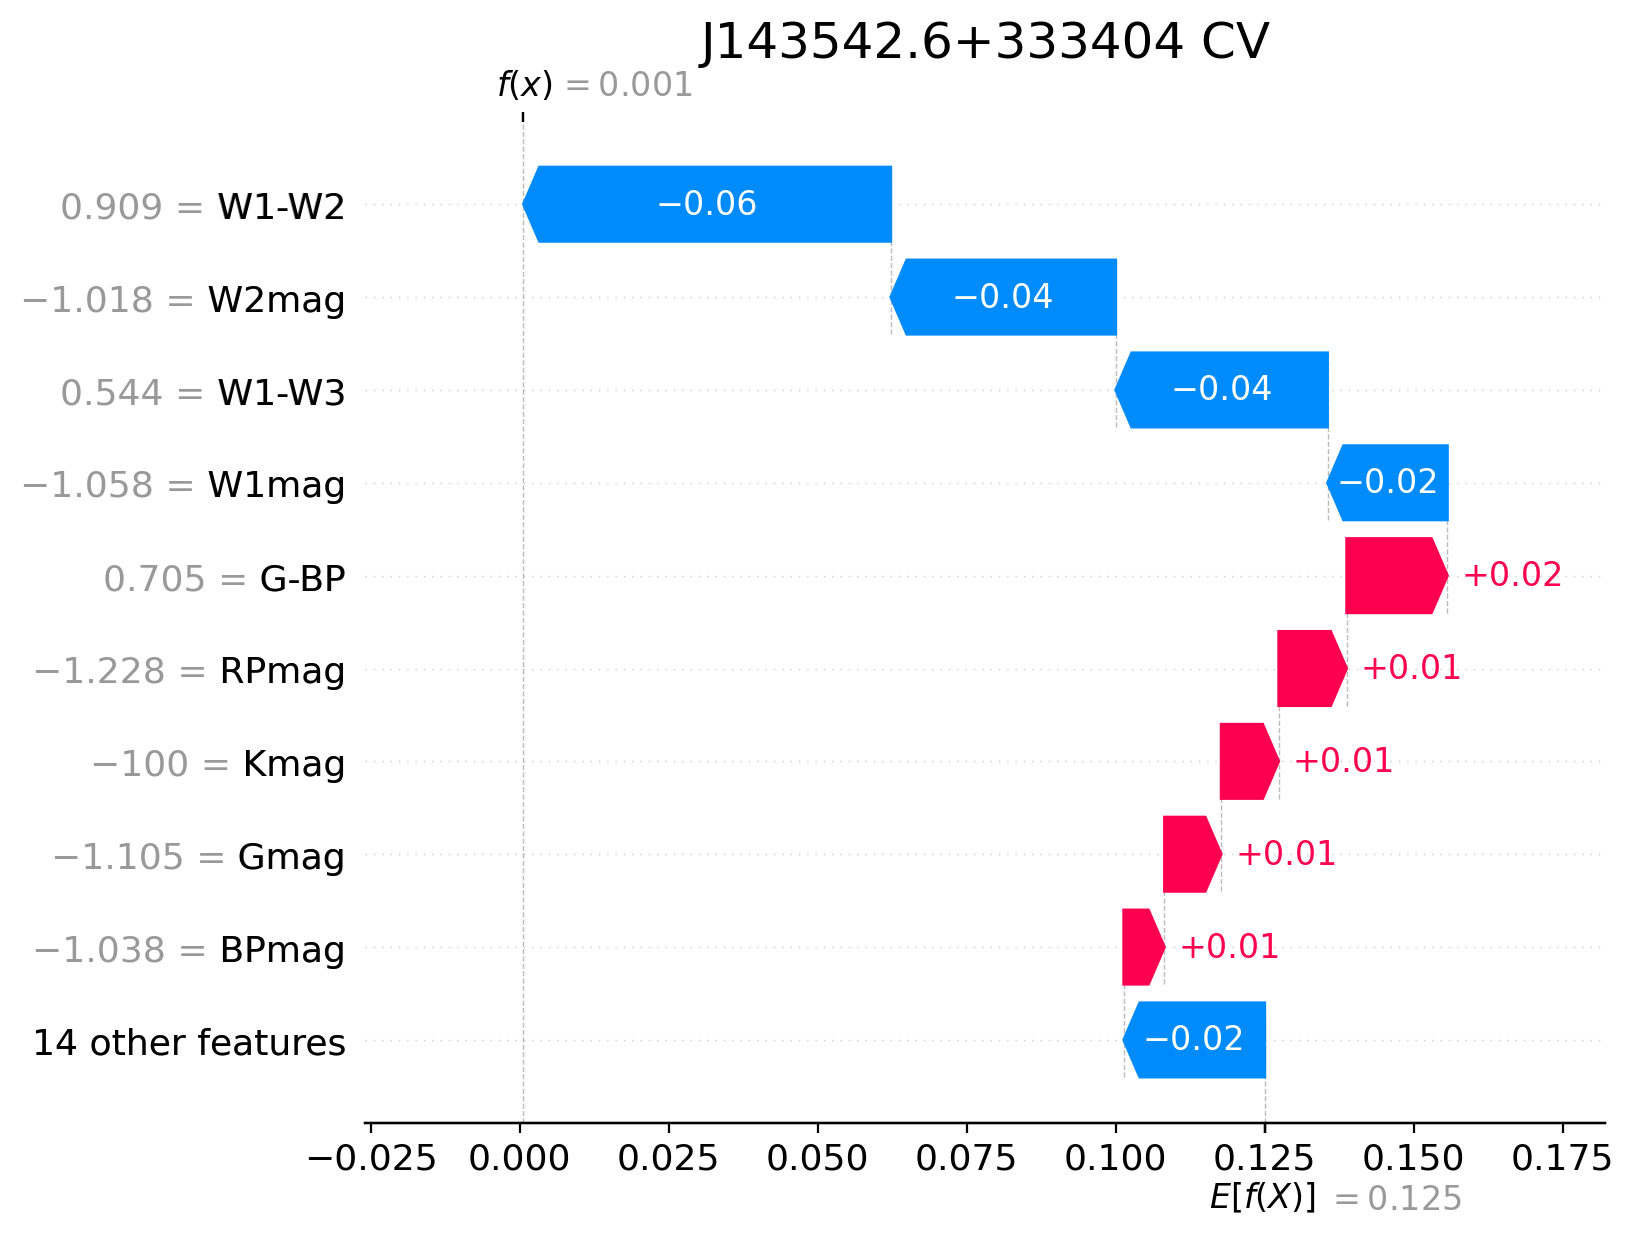 J143542.6+333404 CV
f(x) = 0.001
0.909 = W1-W2 −0.06
−1.018 = W2mag −0.04
0.544 = W1-W3 −0.04
−1.058 = W1mag −0.02
0.705 = G-BP +0.02
−1.228 = RPmag +0.01
−100 = Kmag +0.01
−1.105 = Gmag +0.01
−1.038 = BPmag +0.01
14 other features −0.02
−0.025 0.000 0.025 0.050 0.075 0.100 0.125 0.150 0.175
E[f(X)] = 0.125